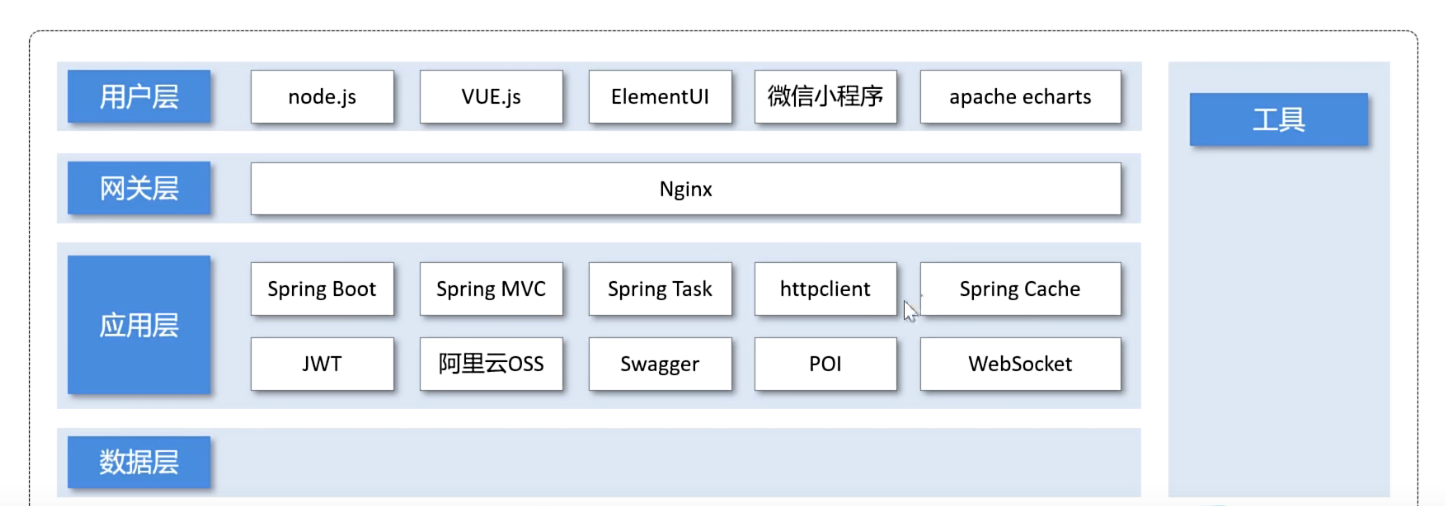 用户层
node.js
VUE.js
ElementUI
微信小程序
apache echarts
工具
网关层
Nginx
应用层
Spring Boot
Spring MVC
Spring Task
httpclient
Spring Cache
JWT
阿里云OSS
Swagger
POI
WebSocket
数据层